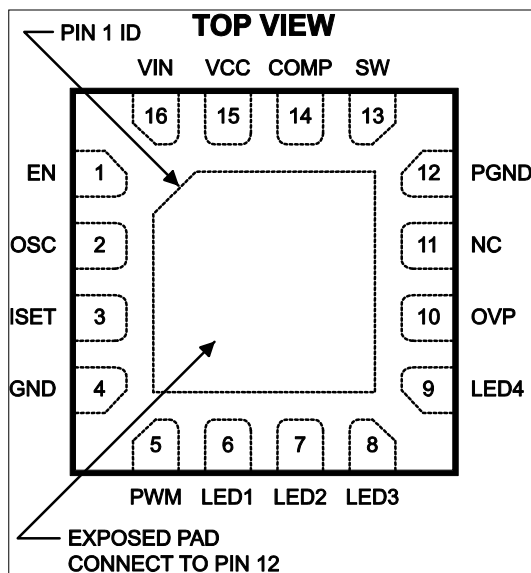 TOP VIEW
PIN 1 ID
VIN VCC COMP SW
16 15 14 13
EN 1 12 PGND
OSC 2 11 NC
ISET 3 10 OVP
GND 4 9 LED4
5 6 7 8
PWM LED1 LED2 LED3
EXPOSED PAD
CONNECT TO PIN 12